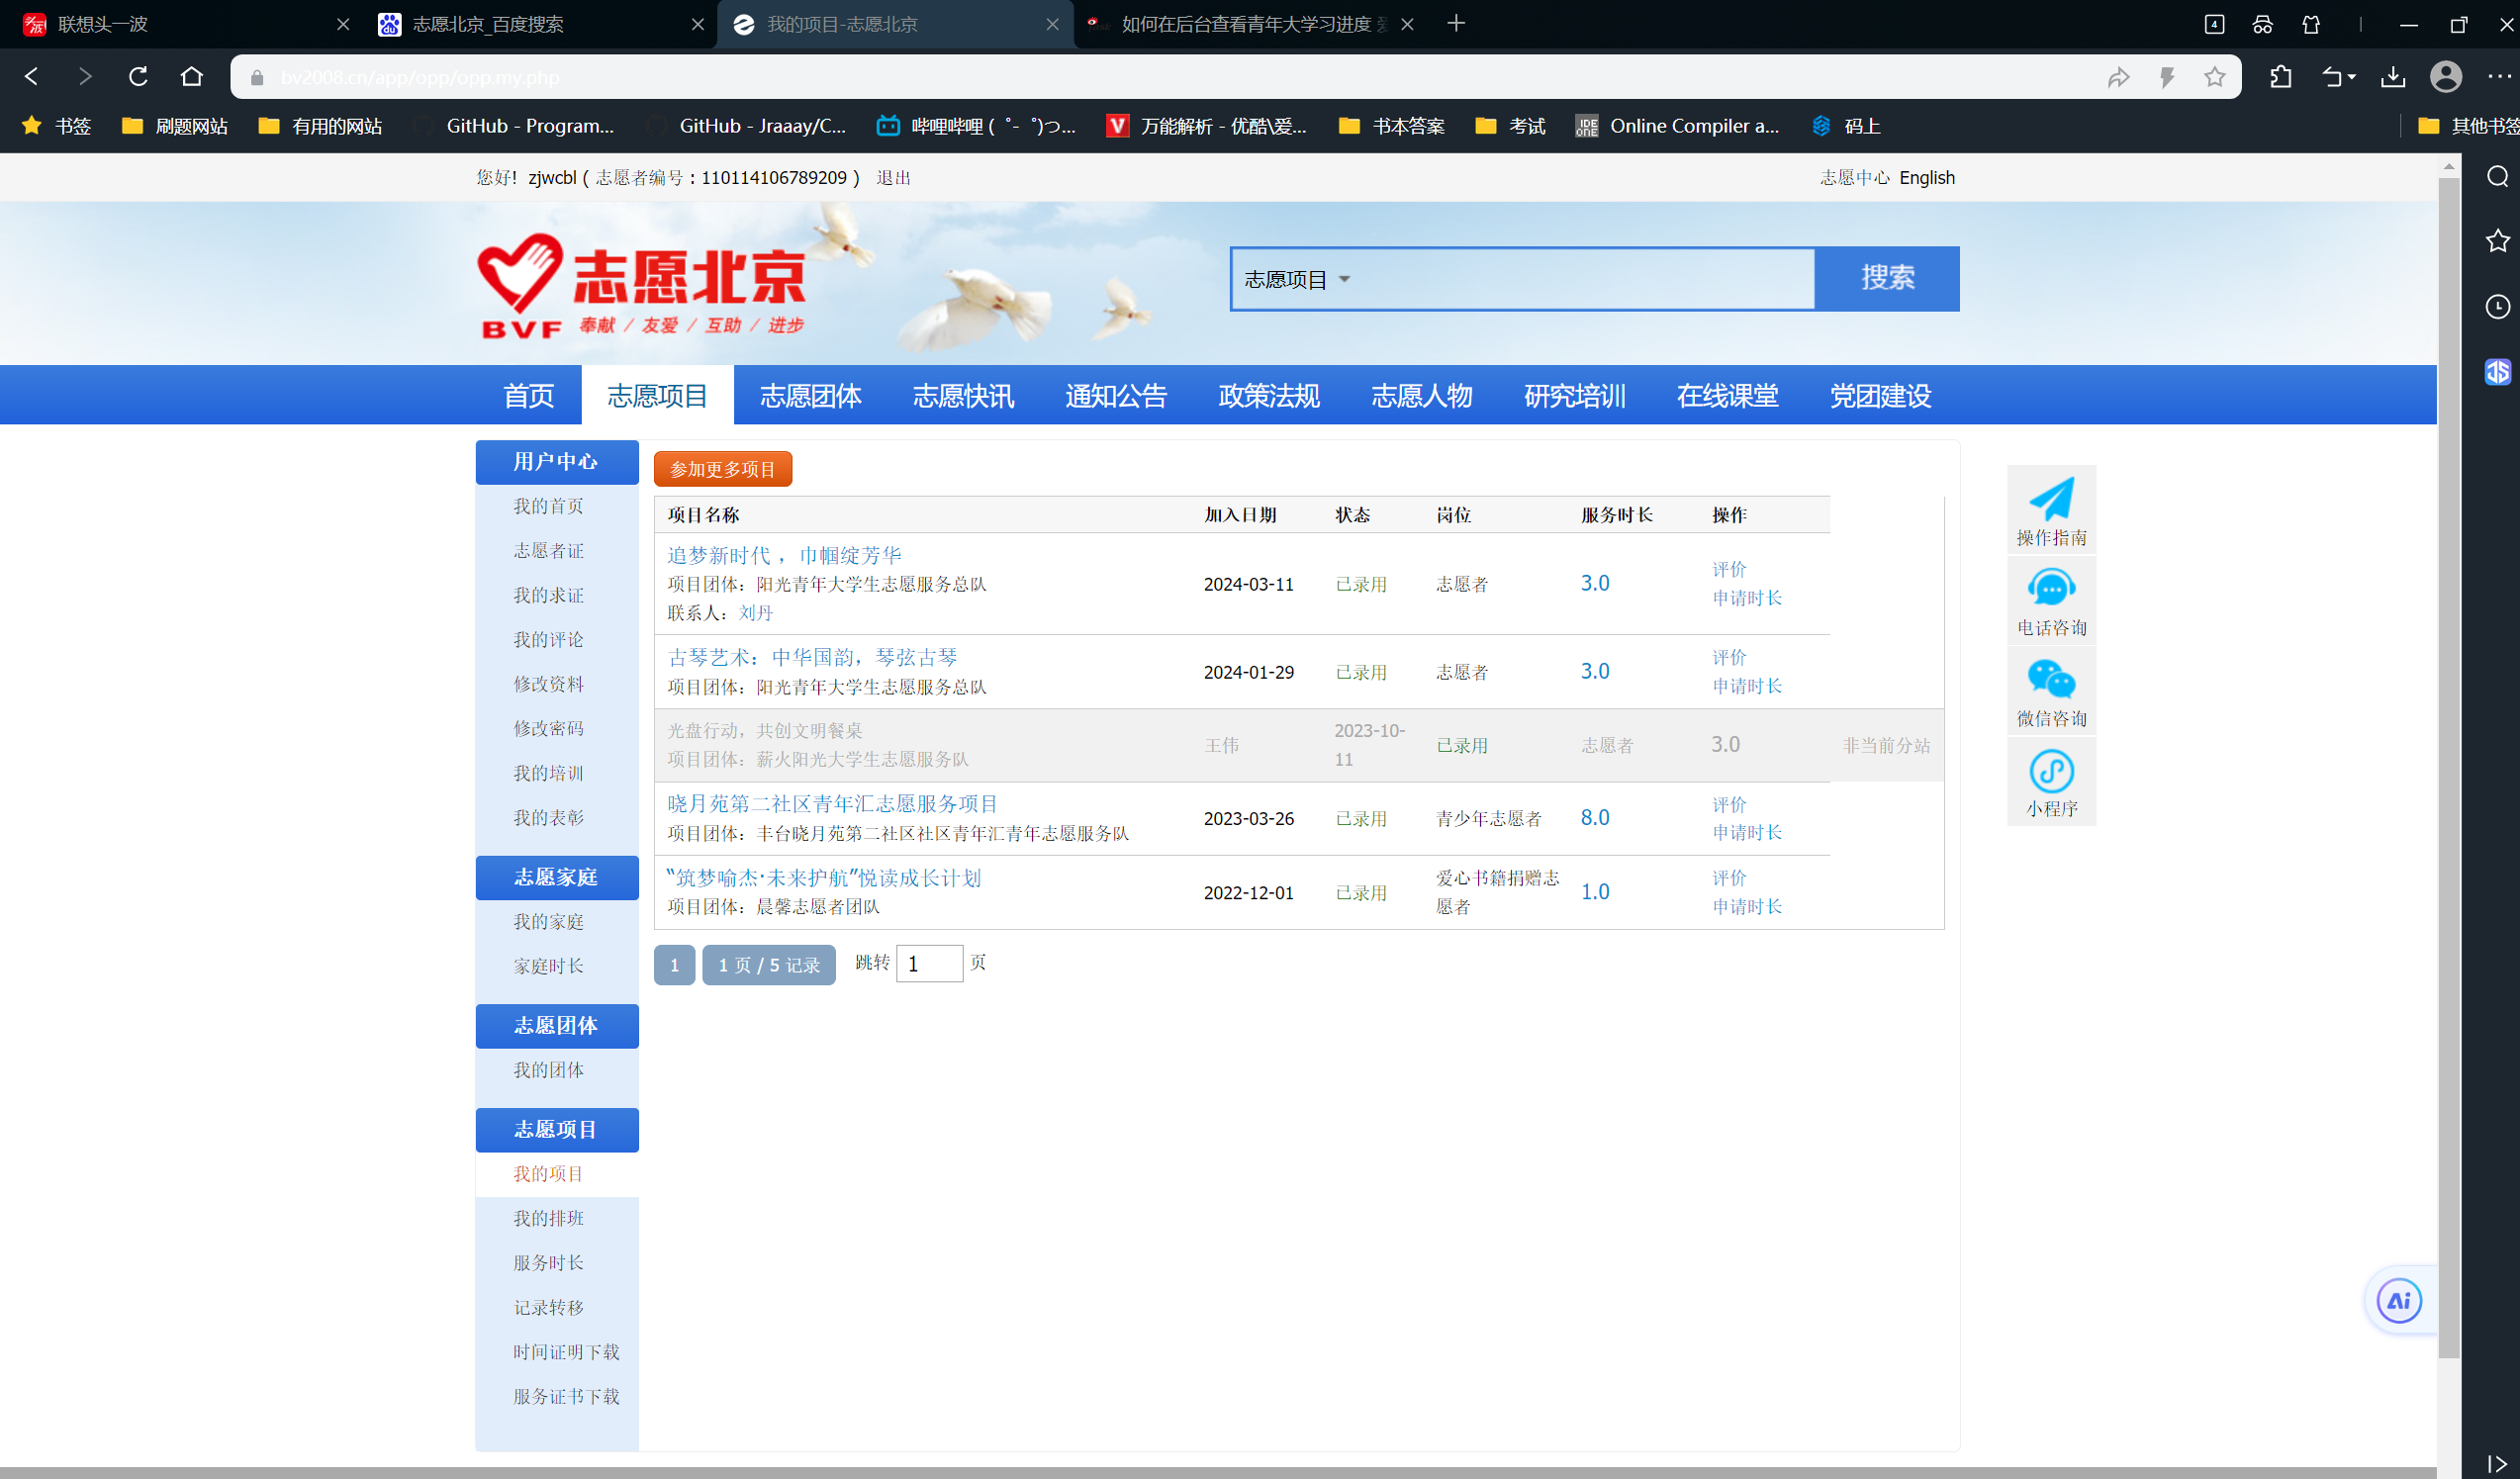 联想头一波
志愿北京_百度搜索
我的项目-志愿北京
如何在后台查看青年大学习进度
4
bv2008.cn/app/opp/opp.my.php
书签
刷题网站
有用的网站
GitHub - Program...
GitHub - Jraaay/C...
哔哩哔哩 ( ゜- ゜)つ...
万能解析 - 优酷\爱...
书本答案
考试
Online Compiler a...
码上
其他书签
您好! zjwcbl ( 志愿者编号：110114106789209 ) 退出
志愿中心 English
志愿北京
BVF 奉献 / 友爱 / 互助 / 进步
志愿项目
搜索
首页
志愿项目
志愿团体
志愿快讯
通知公告
政策法规
志愿人物
研究培训
在线课堂
党团建设
用户中心
我的首页
志愿者证
我的求证
我的评论
修改资料
修改密码
我的培训
我的表彰
志愿家庭
我的家庭
家庭时长
志愿团体
我的团体
志愿项目
我的项目
我的排班
服务时长
记录转移
时间证明下载
服务证书下载
参加更多项目
项目名称 加入日期 状态 岗位 服务时长 操作
追梦新时代 ，巾帼绽芳华
项目团体：阳光青年大学生志愿服务总队
联系人：刘丹
2024-03-11 已录用 志愿者 3.0
评价
申请时长
古琴艺术：中华国韵，琴弦古琴
项目团体：阳光青年大学生志愿服务总队
2024-01-29 已录用 志愿者 3.0
评价
申请时长
光盘行动，共创文明餐桌
项目团体：薪火阳光大学生志愿服务队
王伟
2023-10-
11
已录用 志愿者 3.0 非当前分站
晓月苑第二社区青年汇志愿服务项目
项目团体：丰台晓月苑第二社区社区青年汇青年志愿服务队
2023-03-26 已录用 青少年志愿者 8.0
评价
申请时长
“筑梦喻杰·未来护航”悦读成长计划
项目团体：晨馨志愿者团队
2022-12-01 已录用
爱心书籍捐赠志
愿者
1.0
评价
申请时长
1
1 页 / 5 记录
跳转 1 页
操作指南
电话咨询
微信咨询
小程序
Ai